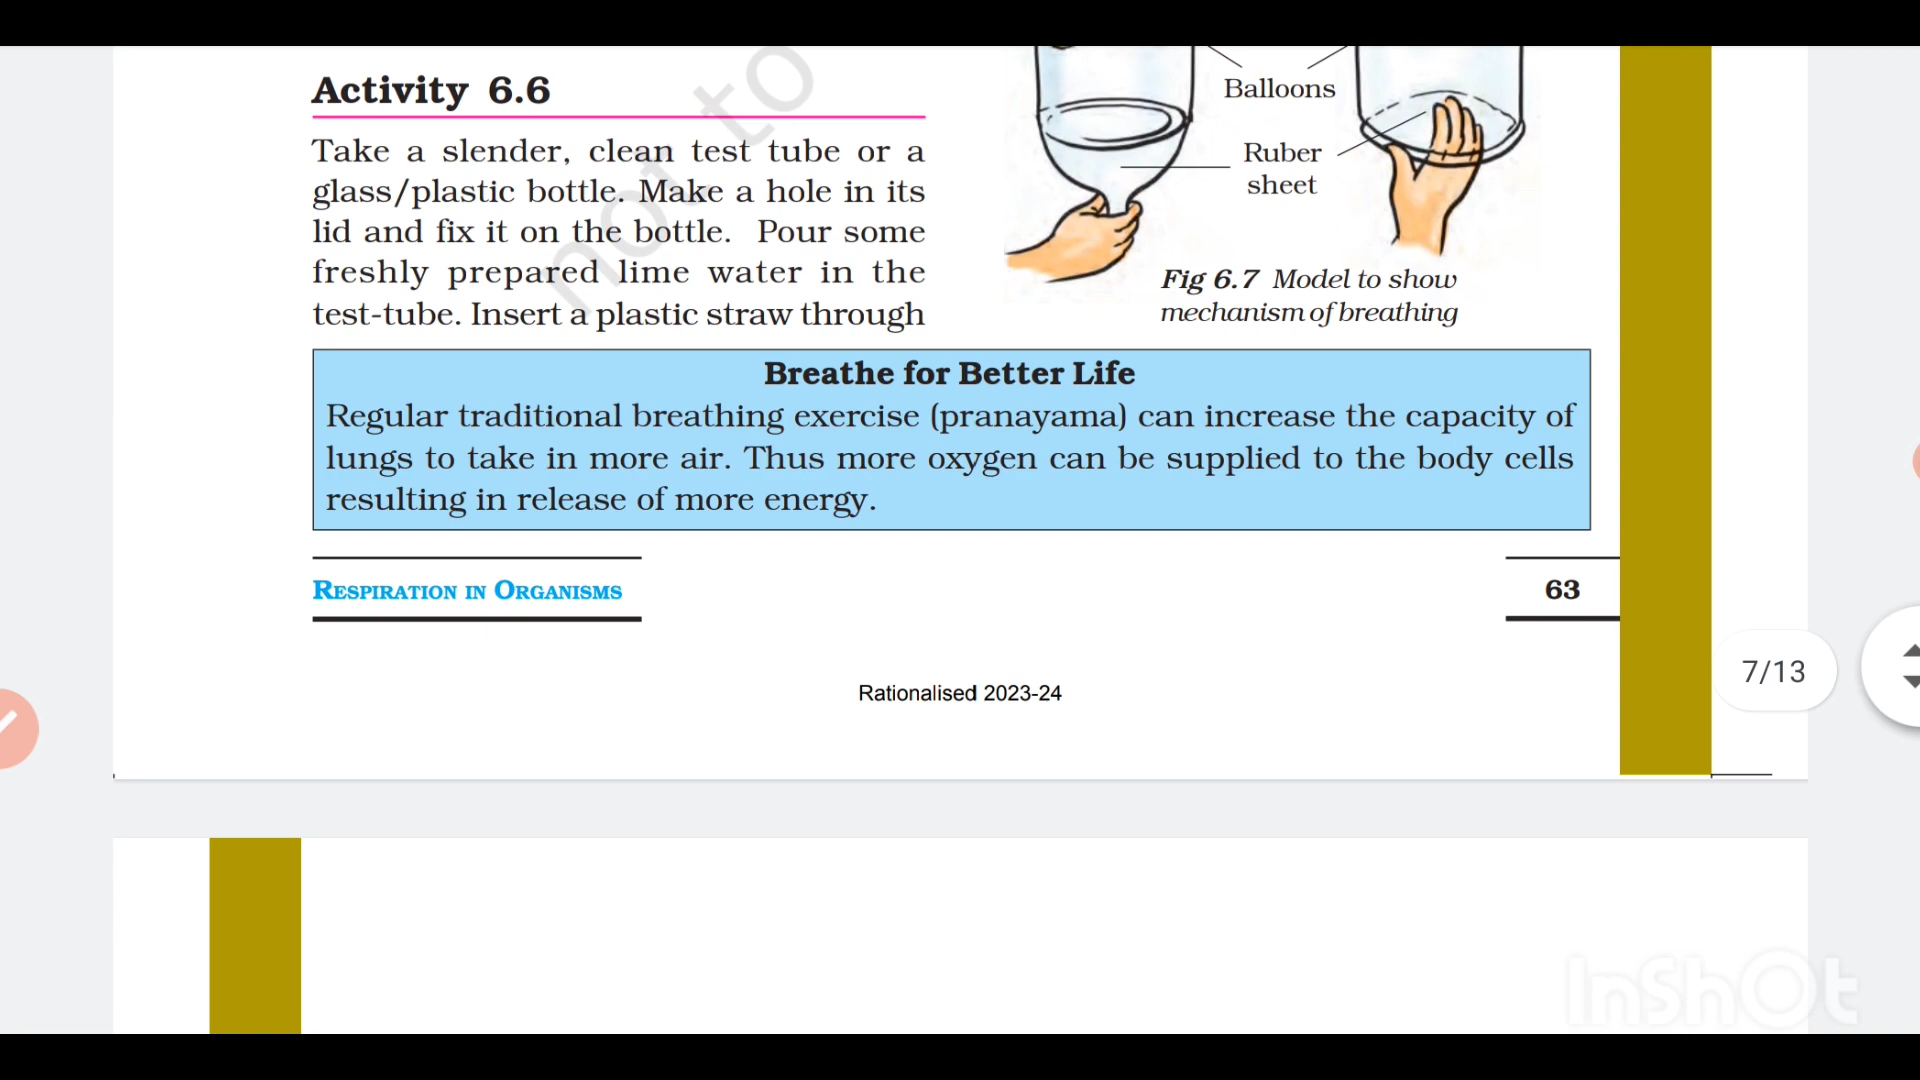 Activity 6.6
Take a slender, clean test tube or a
glass/plastic bottle. Make a hole in its
lid and fix it on the bottle. Pour some
freshly prepared lime water in the
test-tube. Insert a plastic straw through
not to
Balloons
Ruber
sheet
Fig 6.7 Model to show
mechanism of breathing
Breathe for Better Life
Regular traditional breathing exercise (pranayama) can increase the capacity of
lungs to take in more air. Thus more oxygen can be supplied to the body cells
resulting in release of more energy.
RESPIRATION IN ORGANISMS
63
Rationalised 2023-24
7/13
InShOt